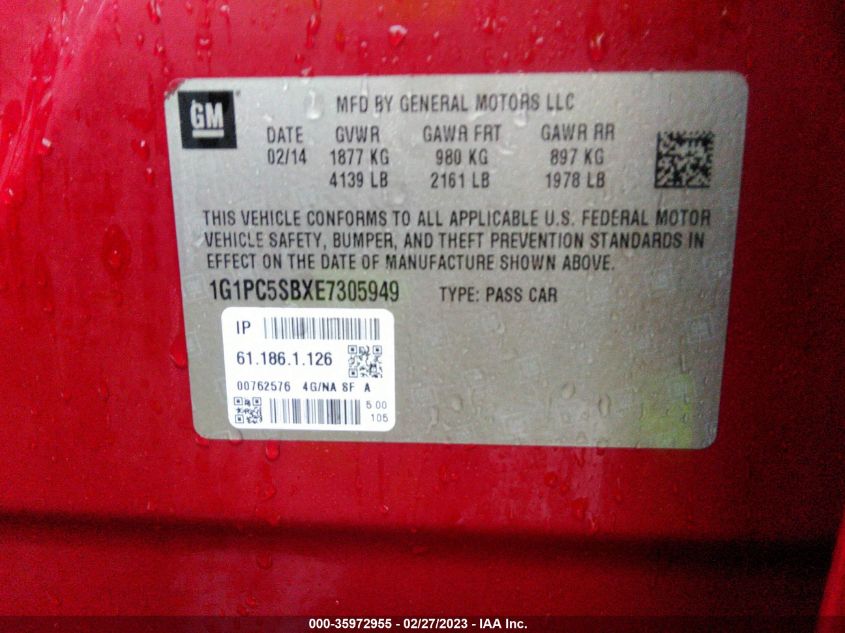 GM
MFD BY GENERAL MOTORS LLC
DATE GVWR GAWR FRT GAWR RR
02/14 1877 KG 980 KG 897 KG
4139 LB 2161 LB 1978 LB
THIS VEHICLE CONFORMS TO ALL APPLICABLE U.S. FEDERAL MOTOR
VEHICLE SAFETY, BUMPER, AND THEFT PREVENTION STANDARDS IN
EFFECT ON THE DATE OF MANUFACTURE SHOWN ABOVE.
1G1PC5SBXE7305949 TYPE: PASS CAR
IP
61.186.1.126
00762576 4G/NA SF A
500
105
000-35972955 - 02/27/2023 - IAA Inc.